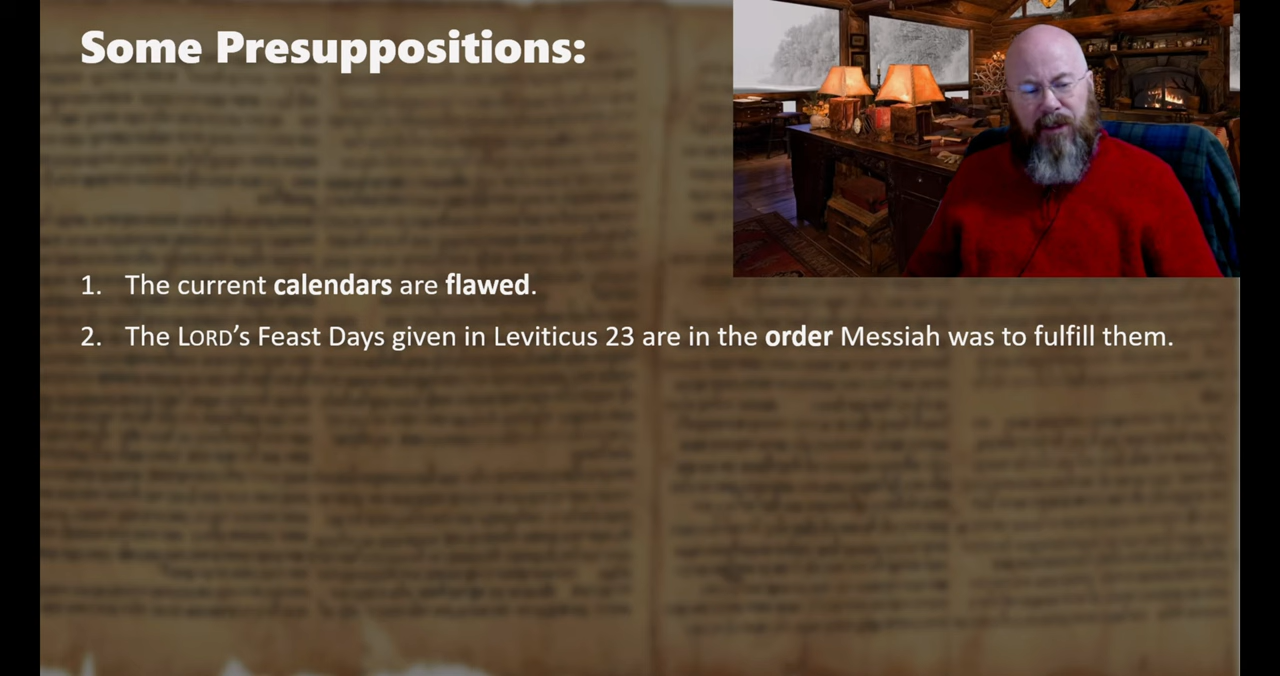 Some Presuppositions:
1. The current calendars are flawed.
2. The LORD's Feast Days given in Leviticus 23 are in the order Messiah was to fulfill them.